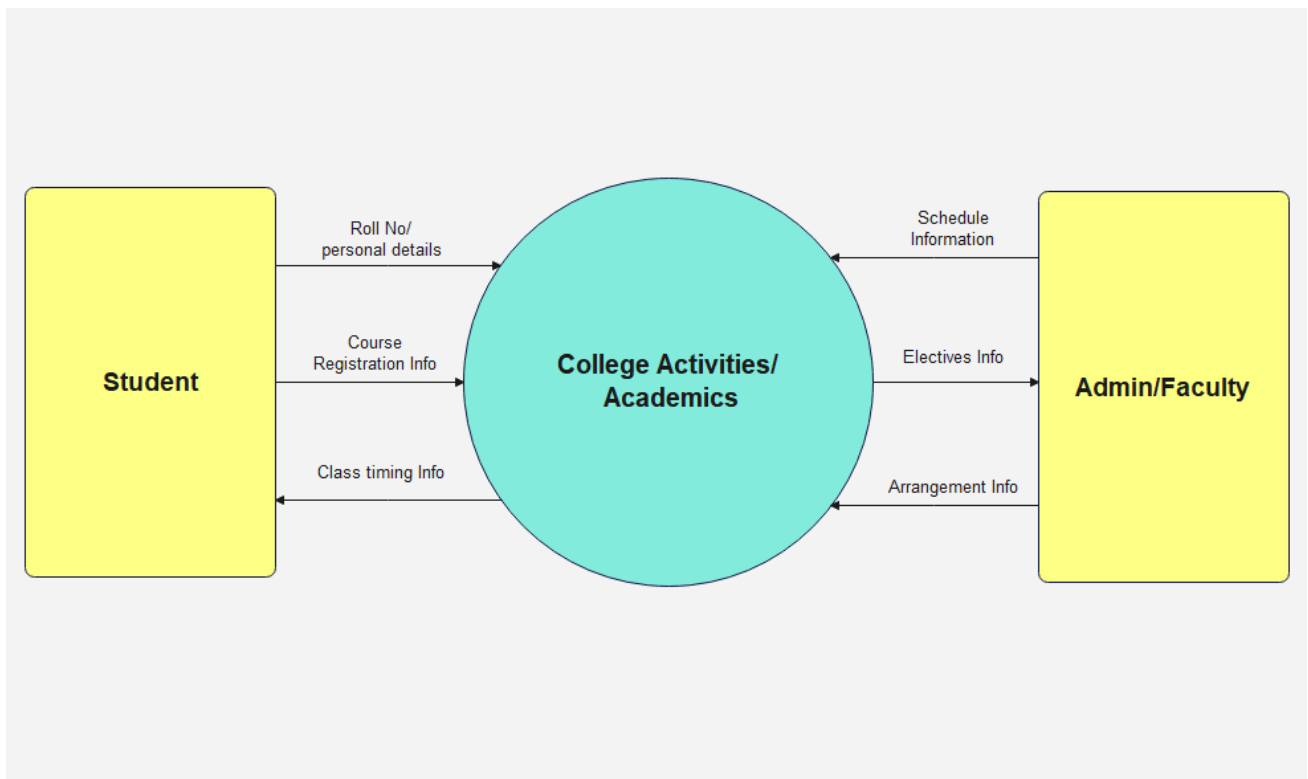 Student
Roll No/
personal details
Course
Registration Info
Class timing Info
College Activities/
Academics
Schedule
Information
Electives Info
Arrangement Info
Admin/Faculty